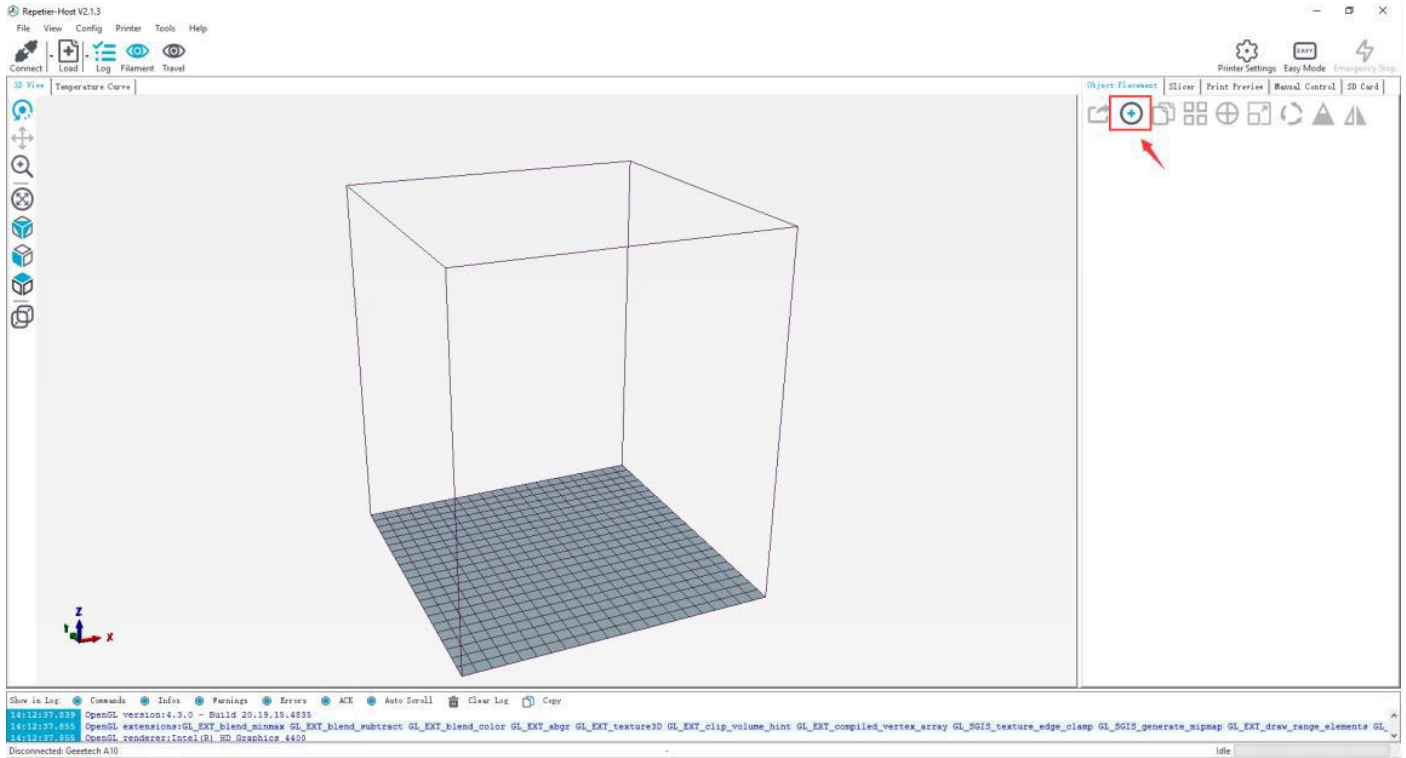 Repetier-Host V2.1.3
File View Config Printer Tools Help
Connect Load Log Filament Travel
Printer Settings Easy Mode Emergency Stop
EASY
3D View Temperature Curve
Object Placement Slicer Print Preview Manual Control SD Card
Z
Y
X
Show in Log: Commands Infos Warnings Errors ACK Auto Scroll Clear Log Copy
14:12:37.839 OpenGL version:4.3.0 - Build 20.19.15.4835
14:12:37.855 OpenGL extensions:GL_EXT_blend_minmax GL_EXT_blend_subtract GL_EXT_blend_color GL_EXT_abgr GL_EXT_texture3D GL_EXT_clip_volume_hint GL_EXT_compiled_vertex_array GL_SGIS_texture_edge_clamp GL_SGIS_generate_mipmap GL_EXT_draw_range_elements GL_
14:12:37.855 OpenGL renderer:Intel(R) HD Graphics 4400
Disconnected: Geeetech A10 - Idle